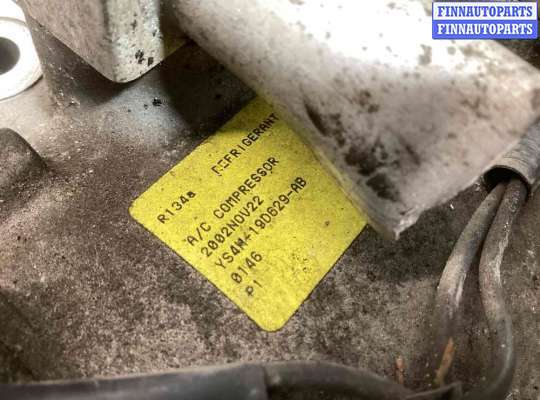 FINNAUTOPARTS
FINNAUTOPARTS
R134a REFRIGERANT
A/C COMPRESSOR
2002NOV22
YS4H-19D629-AB
0146
P1